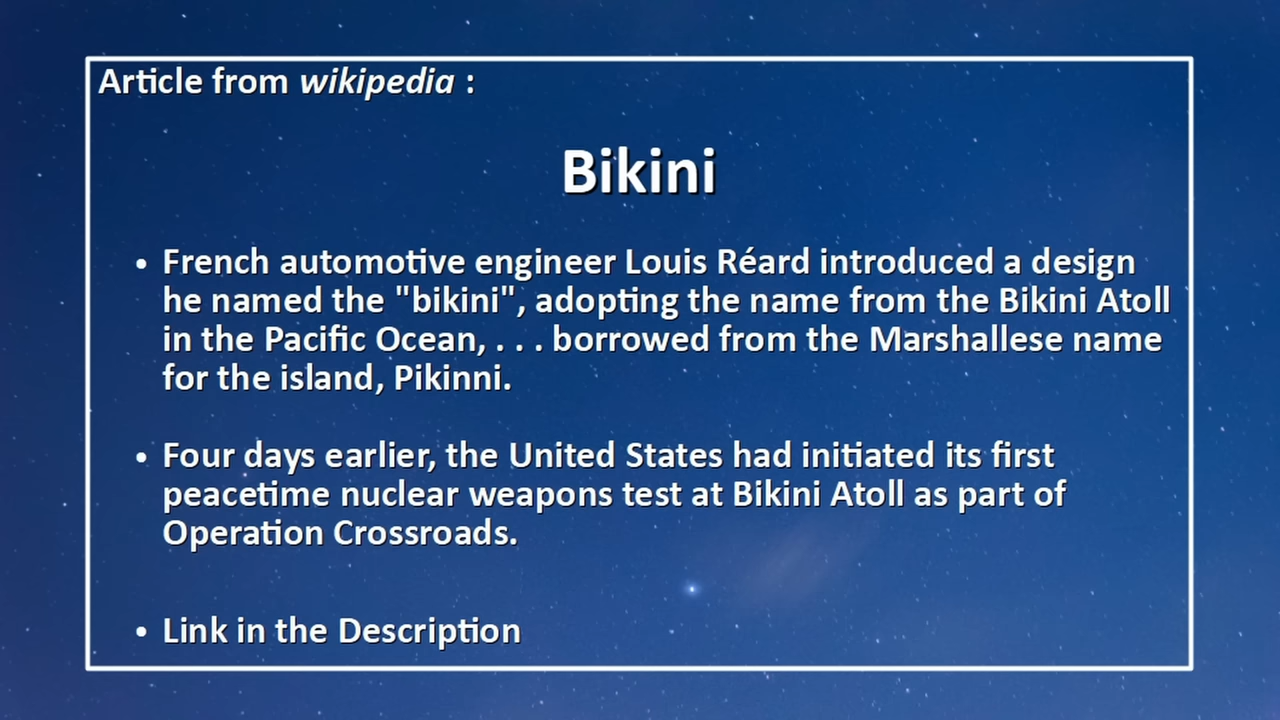 Article from wikipedia :
Bikini
• French automotive engineer Louis Réard introduced a design
he named the "bikini", adopting the name from the Bikini Atoll
in the Pacific Ocean, . . . borrowed from the Marshallese name
for the island, Pikinni.
• Four days earlier, the United States had initiated its first
peacetime nuclear weapons test at Bikini Atoll as part of
Operation Crossroads.
• Link in the Description